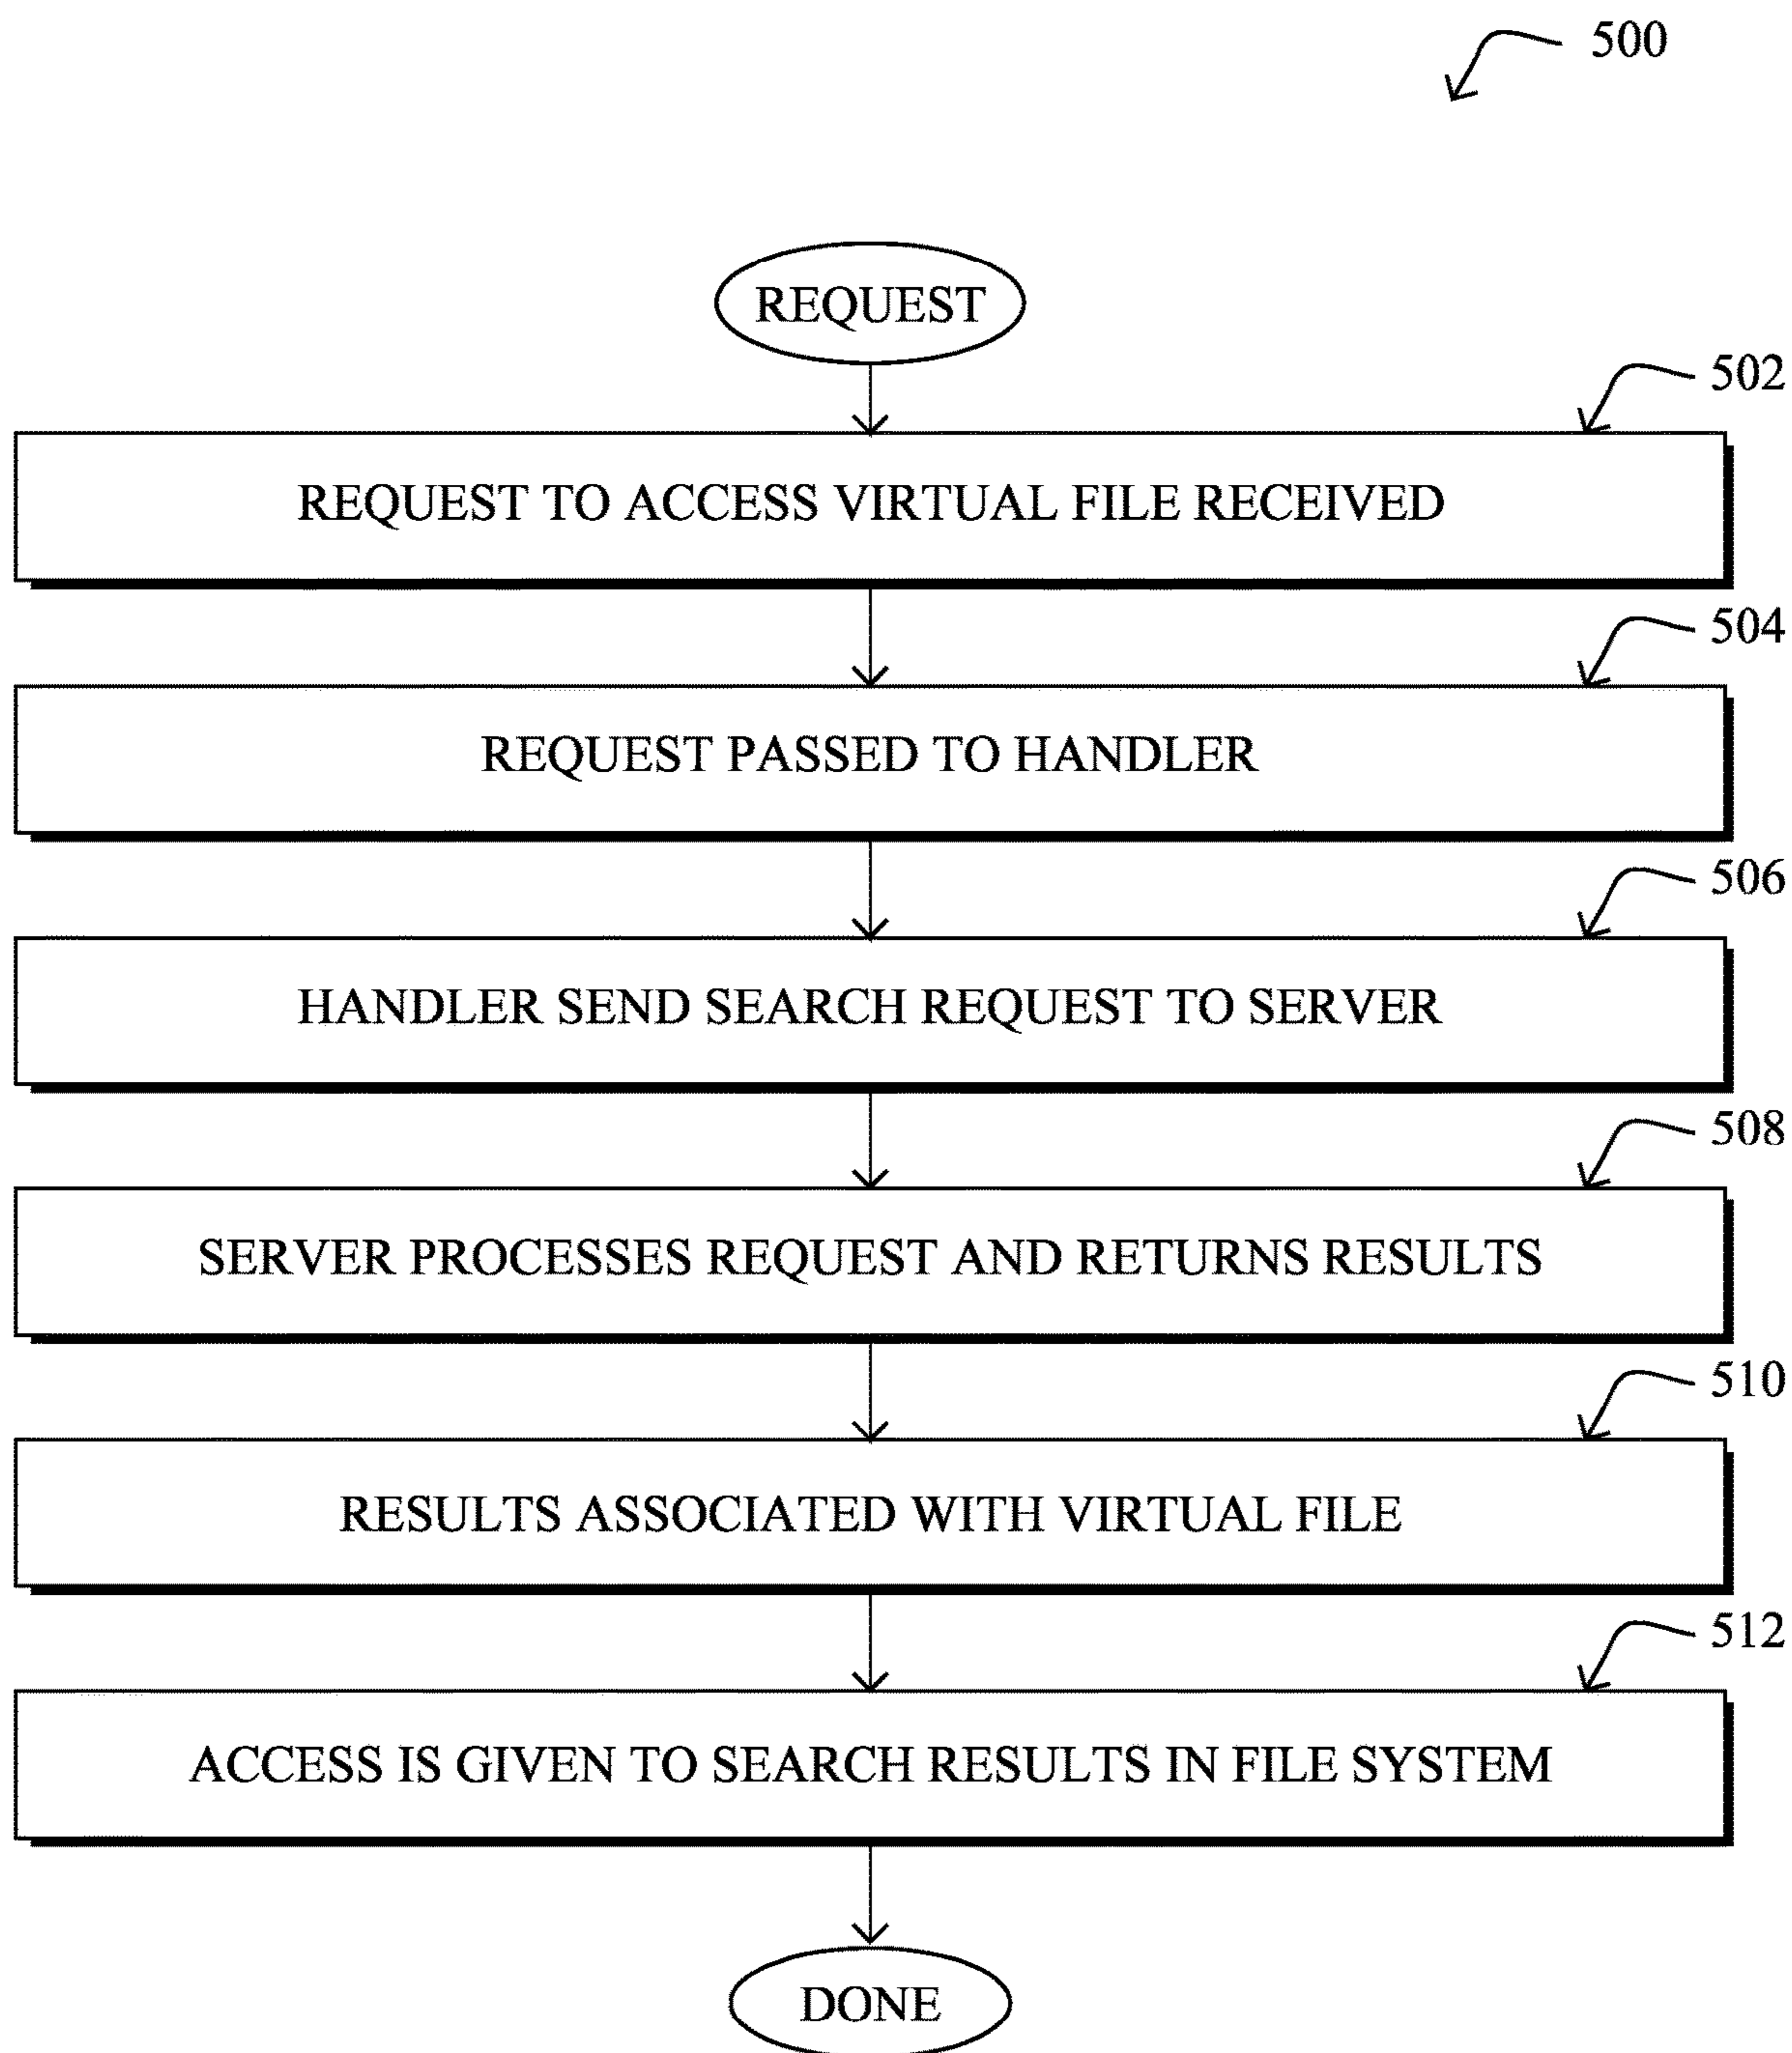 500
REQUEST
502
REQUEST TO ACCESS VIRTUAL FILE RECEIVED
504
REQUEST PASSED TO HANDLER
506
HANDLER SEND SEARCH REQUEST TO SERVER
508
SERVER PROCESSES REQUEST AND RETURNS RESULTS
510
RESULTS ASSOCIATED WITH VIRTUAL FILE
512
ACCESS IS GIVEN TO SEARCH RESULTS IN FILE SYSTEM
DONE